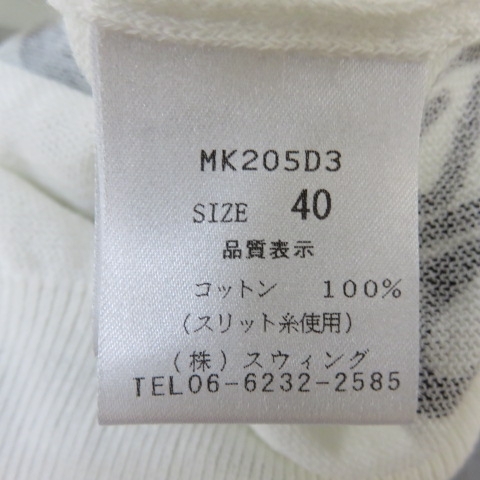 MK205D3
SIZE 40
品質表示
コットン 100%
(スリット糸使用)
(株)スウィング
TEL06-6232-2585